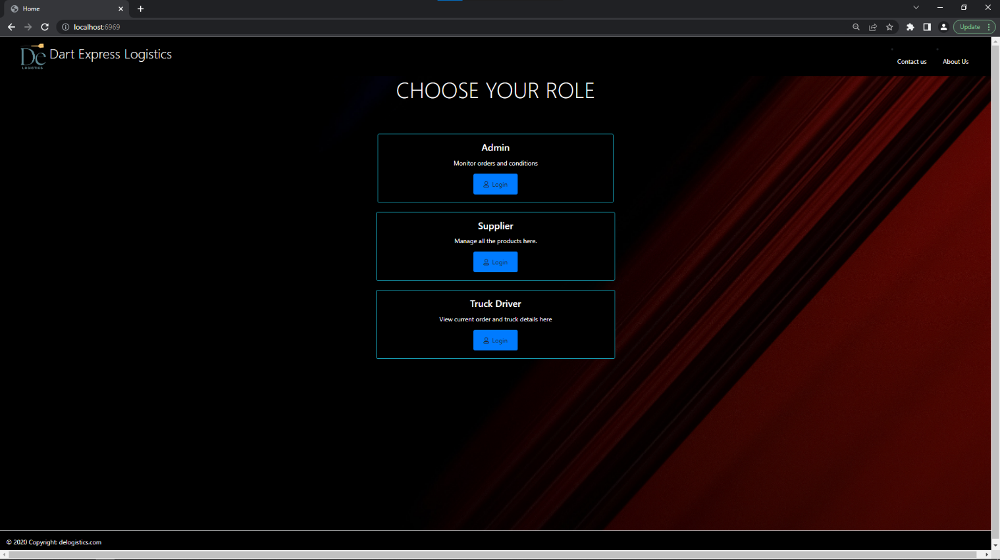 Home
localhost:6969
Update
De
LOGISTICS
Dart Express Logistics
Contact us
About Us
CHOOSE YOUR ROLE
Admin
Monitor orders and conditions
Login
Supplier
Manage all the products here.
Login
Truck Driver
View current order and truck details here
Login
© 2020 Copyright: delogistics.com